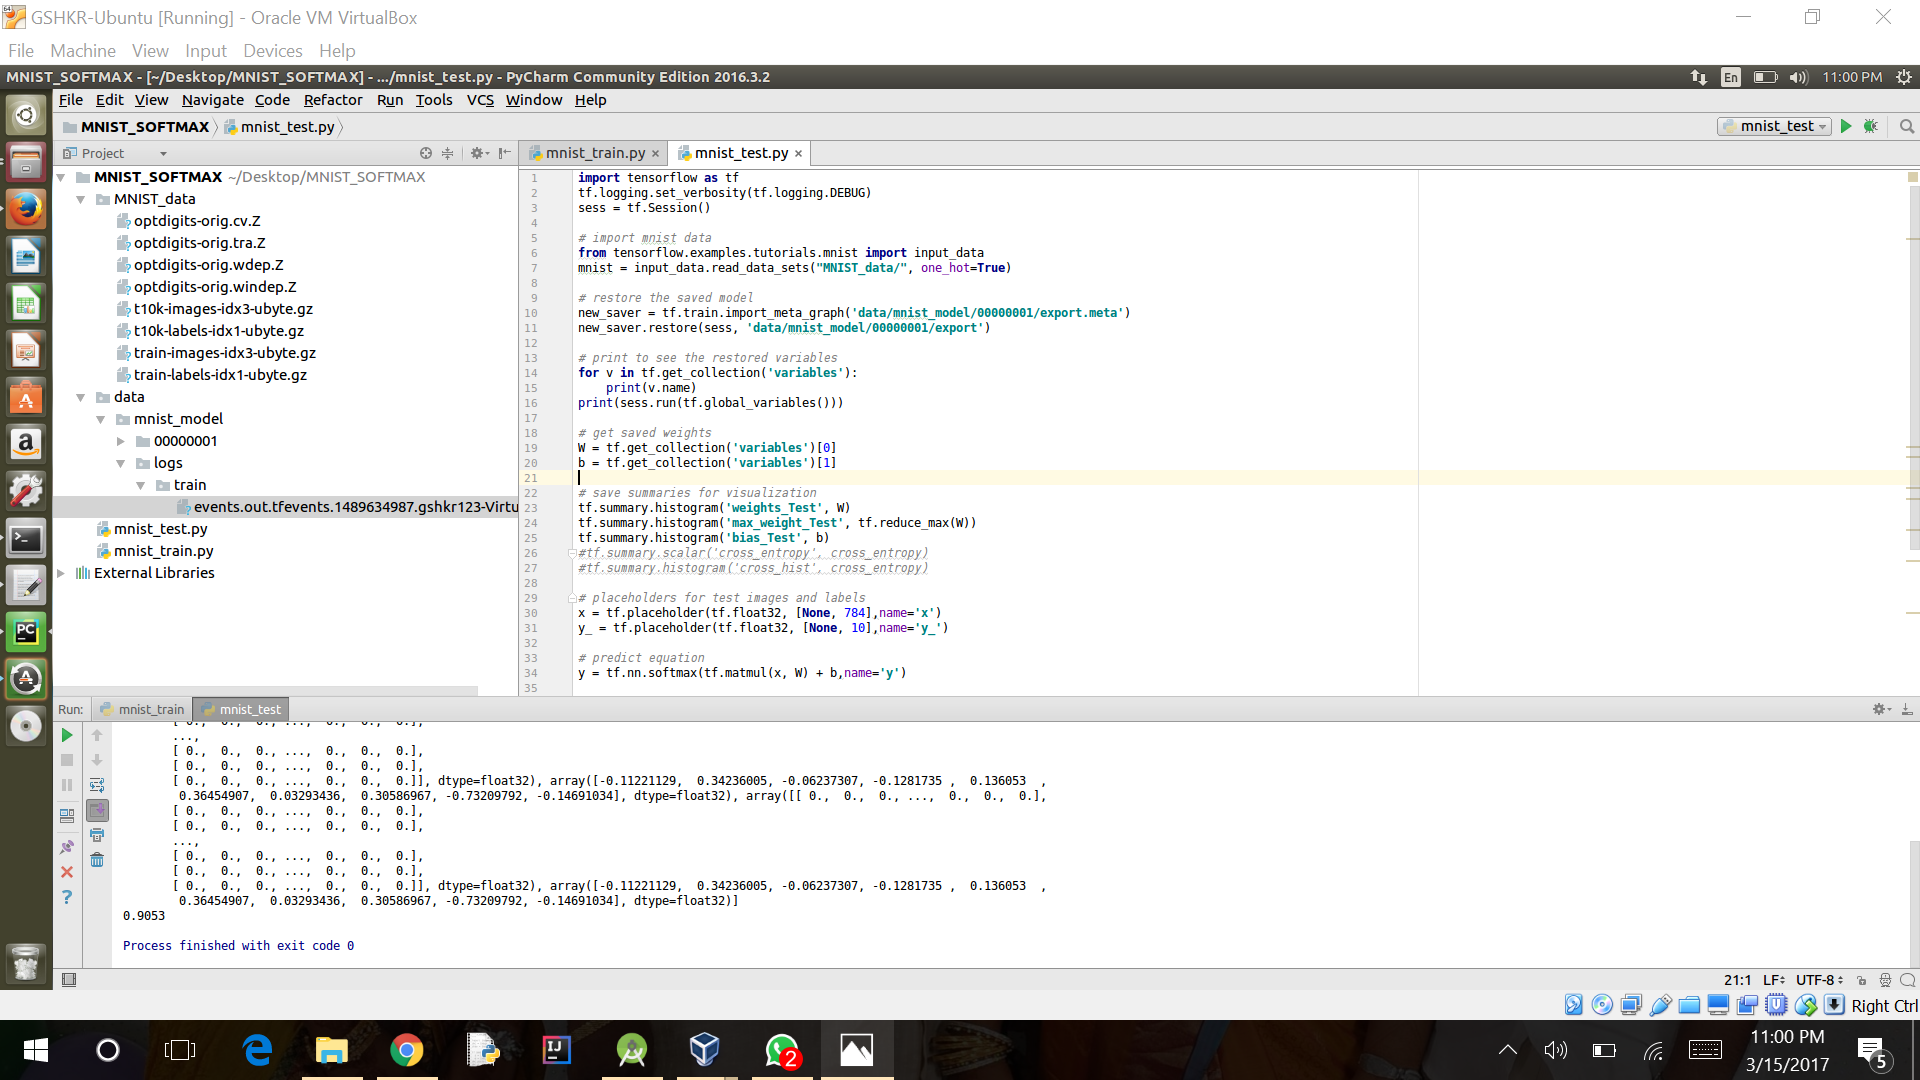 GSHKR-Ubuntu [Running] - Oracle VM VirtualBox
File Machine View Input Devices Help
MNIST_SOFTMAX - [~/Desktop/MNIST_SOFTMAX] - .../mnist_test.py - PyCharm Community Edition 2016.3.2
En 11:00 PM
File Edit View Navigate Code Refactor Run Tools VCS Window Help
MNIST_SOFTMAX mnist_test.py
mnist_test
Project
mnist_train.py × mnist_test.py ×
MNIST_SOFTMAX ~/Desktop/MNIST_SOFTMAX
MNIST_data
optdigits-orig.cv.Z
optdigits-orig.tra.Z
optdigits-orig.wdep.Z
optdigits-orig.windep.Z
t10k-images-idx3-ubyte.gz
t10k-labels-idx1-ubyte.gz
train-images-idx3-ubyte.gz
train-labels-idx1-ubyte.gz
data
mnist_model
00000001
logs
train
events.out.tfevents.1489634987.gshkr123-Virtu
mnist_test.py
mnist_train.py
External Libraries
1 import tensorflow as tf
2 tf.logging.set_verbosity(tf.logging.DEBUG)
3 sess = tf.Session()
4
5 # import mnist data
6 from tensorflow.examples.tutorials.mnist import input_data
7 mnist = input_data.read_data_sets("MNIST_data/", one_hot=True)
8
9 # restore the saved model
10 new_saver = tf.train.import_meta_graph('data/mnist_model/00000001/export.meta')
11 new_saver.restore(sess, 'data/mnist_model/00000001/export')
12
13 # print to see the restored variables
14 for v in tf.get_collection('variables'):
15     print(v.name)
16 print(sess.run(tf.global_variables()))
17
18 # get saved weights
19 W = tf.get_collection('variables')[0]
20 b = tf.get_collection('variables')[1]
21
22 # save summaries for visualization
23 tf.summary.histogram('weights_Test', W)
24 tf.summary.histogram('max_weight_Test', tf.reduce_max(W))
25 tf.summary.histogram('bias_Test', b)
26 #tf.summary.scalar('cross_entropy', cross_entropy)
27 #tf.summary.histogram('cross_hist', cross_entropy)
28
29 # placeholders for test images and labels
30 x = tf.placeholder(tf.float32, [None, 784],name='x')
31 y_ = tf.placeholder(tf.float32, [None, 10],name='y_')
32
33 # predict equation
34 y = tf.nn.softmax(tf.matmul(x, W) + b,name='y')
35
Run: mnist_train mnist_test
[ 0., 0., 0., ..., 0., 0., 0.],
...,
[ 0., 0., 0., ..., 0., 0., 0.],
[ 0., 0., 0., ..., 0., 0., 0.],
[ 0., 0., 0., ..., 0., 0., 0.]], dtype=float32), array([-0.11221129, 0.34236005, -0.06237307, -0.1281735 , 0.136053 ,
0.36454907, 0.03293436, 0.30586967, -0.73209792, -0.14691034], dtype=float32), array([[ 0., 0., 0., ..., 0., 0., 0.],
[ 0., 0., 0., ..., 0., 0., 0.],
[ 0., 0., 0., ..., 0., 0., 0.],
...,
[ 0., 0., 0., ..., 0., 0., 0.],
[ 0., 0., 0., ..., 0., 0., 0.],
[ 0., 0., 0., ..., 0., 0., 0.]], dtype=float32), array([-0.11221129, 0.34236005, -0.06237307, -0.1281735 , 0.136053 ,
0.36454907, 0.03293436, 0.30586967, -0.73209792, -0.14691034], dtype=float32)]
0.9053
Process finished with exit code 0
21:1 LF UTF-8
Right Ctrl
11:00 PM
3/15/2017
2
5